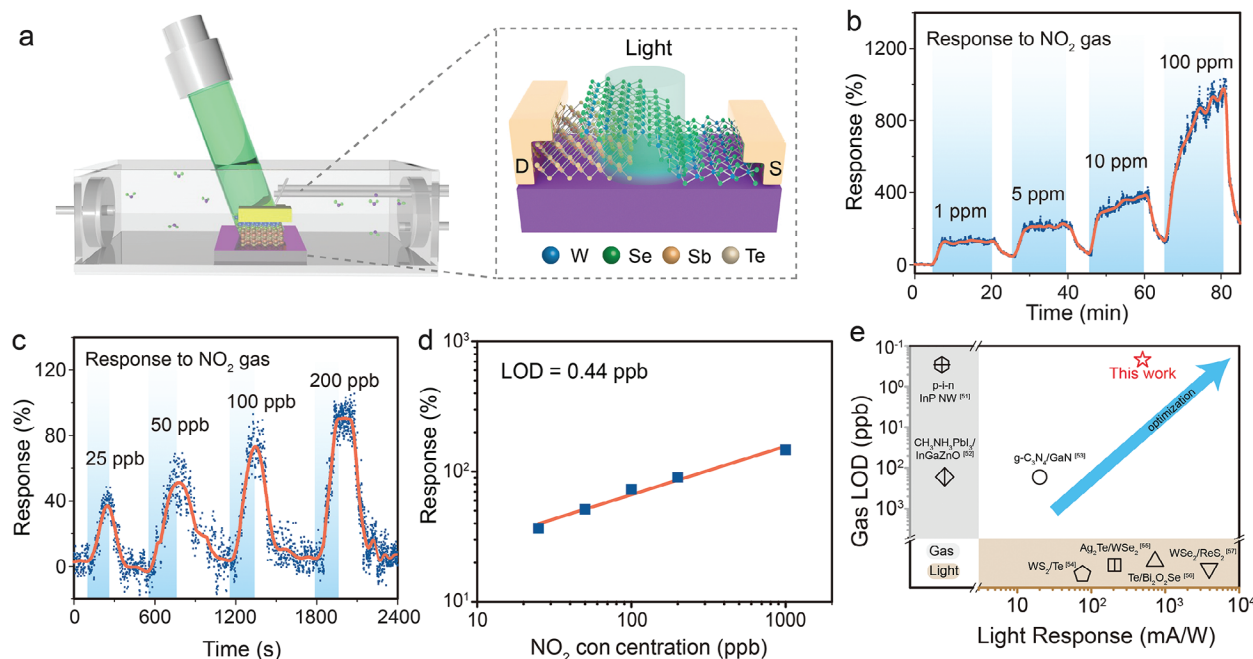 a
Light
D
S
W
Se
Sb
Te
b
Response to NO₂ gas
1 ppm
5 ppm
10 ppm
100 ppm
Response (%)
0
400
800
1200
0 20 40 60 80
Time (min)
c
Response to NO₂ gas
25 ppb
50 ppb
100 ppb
200 ppb
Response (%)
120
80
40
0
0 600 1200 1800 2400
Time (s)
d
LOD = 0.44 ppb
Response (%)
10³
10²
10¹
10 100 1000
NO₂ con centration (ppb)
e
Gas LOD (ppb)
10⁻¹
10⁰
10¹
10²
10³
p-i-n
InP NW [51]
CH₃NH₃PbI₃/
InGaZnO [52]
This work
optimization
g-C₃N₄/GaN [53]
Gas
Light
WS₂/Te [54]
Ag₂Te/WSe₂ [55]
Te/Bi₂O₂Se [56]
WSe₂/ReS₂ [57]
10 10² 10³ 10⁴
Light Response (mA/W)